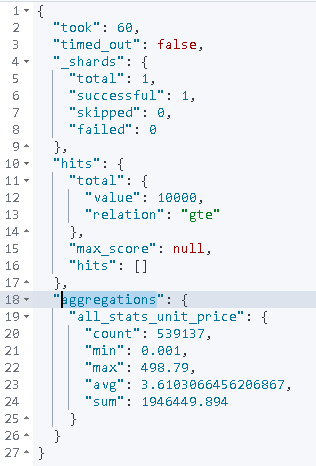 1 {
2 "took": 60,
3 "timed_out": false,
4 "_shards": {
5 "total": 1,
6 "successful": 1,
7 "skipped": 0,
8 "failed": 0
9 },
10 "hits": {
11 "total": {
12 "value": 10000,
13 "relation": "gte"
14 },
15 "max_score": null,
16 "hits": []
17 },
18 "aggregations": {
19 "all_stats_unit_price": {
20 "count": 539137,
21 "min": 0.001,
22 "max": 498.79,
23 "avg": 3.6103066456206867,
24 "sum": 1946449.894
25 }
26 }
27 }